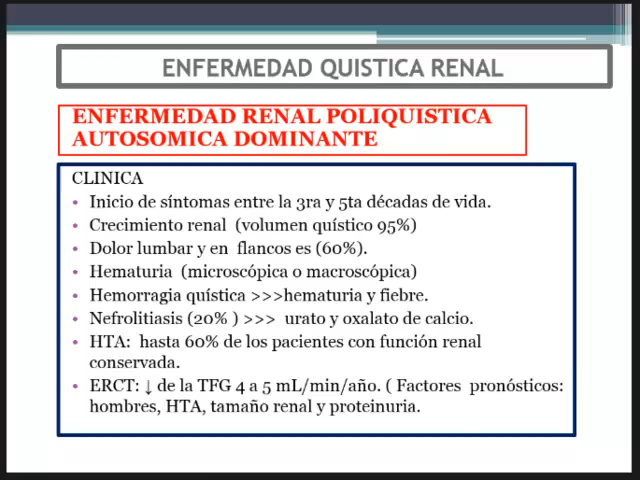 ENFERMEDAD QUISTICA RENAL
ENFERMEDAD RENAL POLIQUISTICA
AUTOSOMICA DOMINANTE
CLINICA
• Inicio de síntomas entre la 3ra y 5ta décadas de vida.
• Crecimiento renal (volumen quístico 95%)
• Dolor lumbar y en flancos es (60%).
• Hematuria (microscópica o macroscópica)
• Hemorragia quística >>>hematuria y fiebre.
• Nefrolitiasis (20% ) >>> urato y oxalato de calcio.
• HTA: hasta 60% de los pacientes con función renal
conservada.
• ERCT: ↓ de la TFG 4 a 5 mL/min/año. ( Factores pronósticos:
hombres, HTA, tamaño renal y proteinuria.